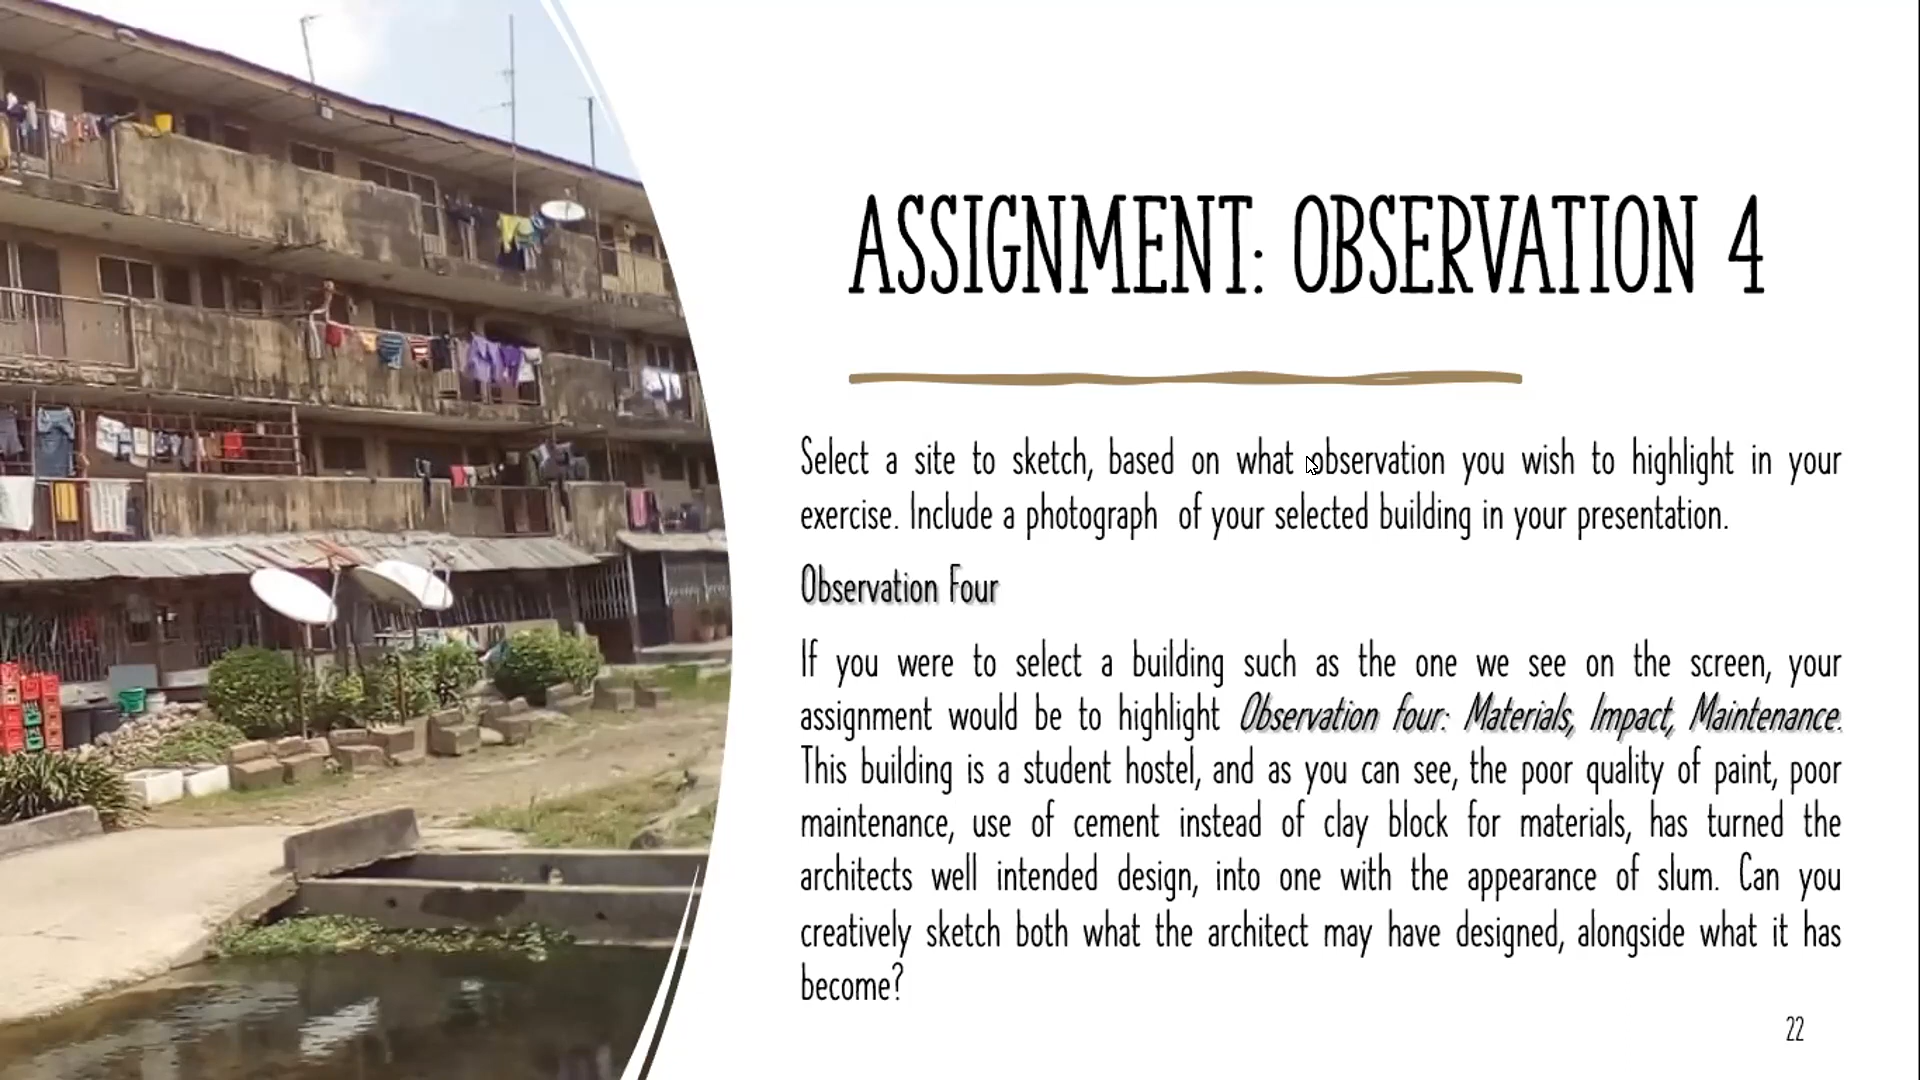 ASSIGNMENT: OBSERVATION 4
Select a site to sketch, based on what observation you wish to highlight in your
exercise. Include a photograph of your selected building in your presentation.
Observation Four
If you were to select a building such as the one we see on the screen, your
assignment would be to highlight Observation four: Materials, Impact, Maintenance.
This building is a student hostel, and as you can see, the poor quality of paint, poor
maintenance, use of cement instead of clay block for materials, has turned the
architects well intended design, into one with the appearance of slum. Can you
creatively sketch both what the architect may have designed, alongside what it has
become?
22